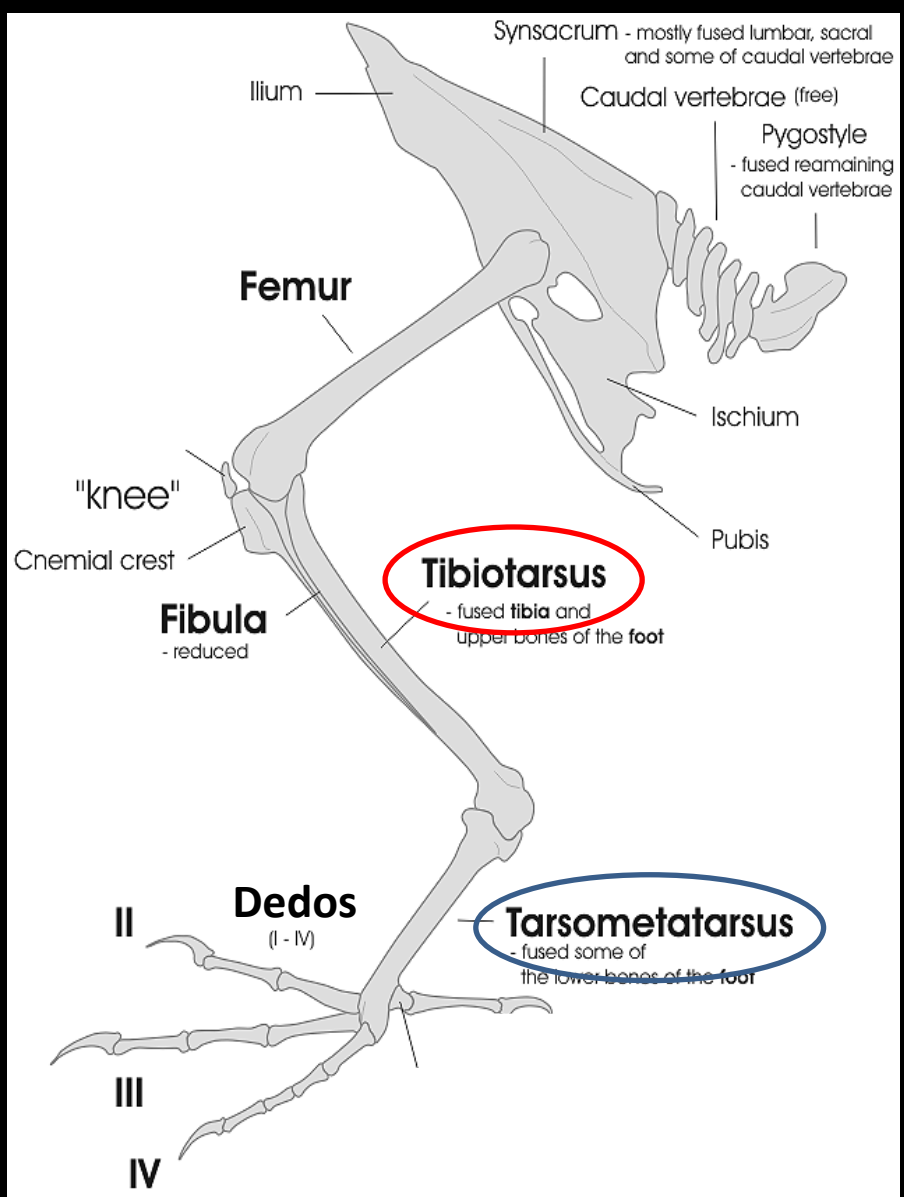 Synsacrum - mostly fused lumbar, sacral
and some of caudal vertebrae
Ilium
Caudal vertebrae (free)
Pygostyle
- fused reamaining
caudal vertebrae
Femur
Ischium
"knee"
Pubis
Cnemial crest
Tibiotarsus
- fused tibia and
upper bones of the foot
Fibula
- reduced
Dedos
(I - IV)
II
Tarsometatarsus
- fused some of
the lower bones of the foot
III
IV